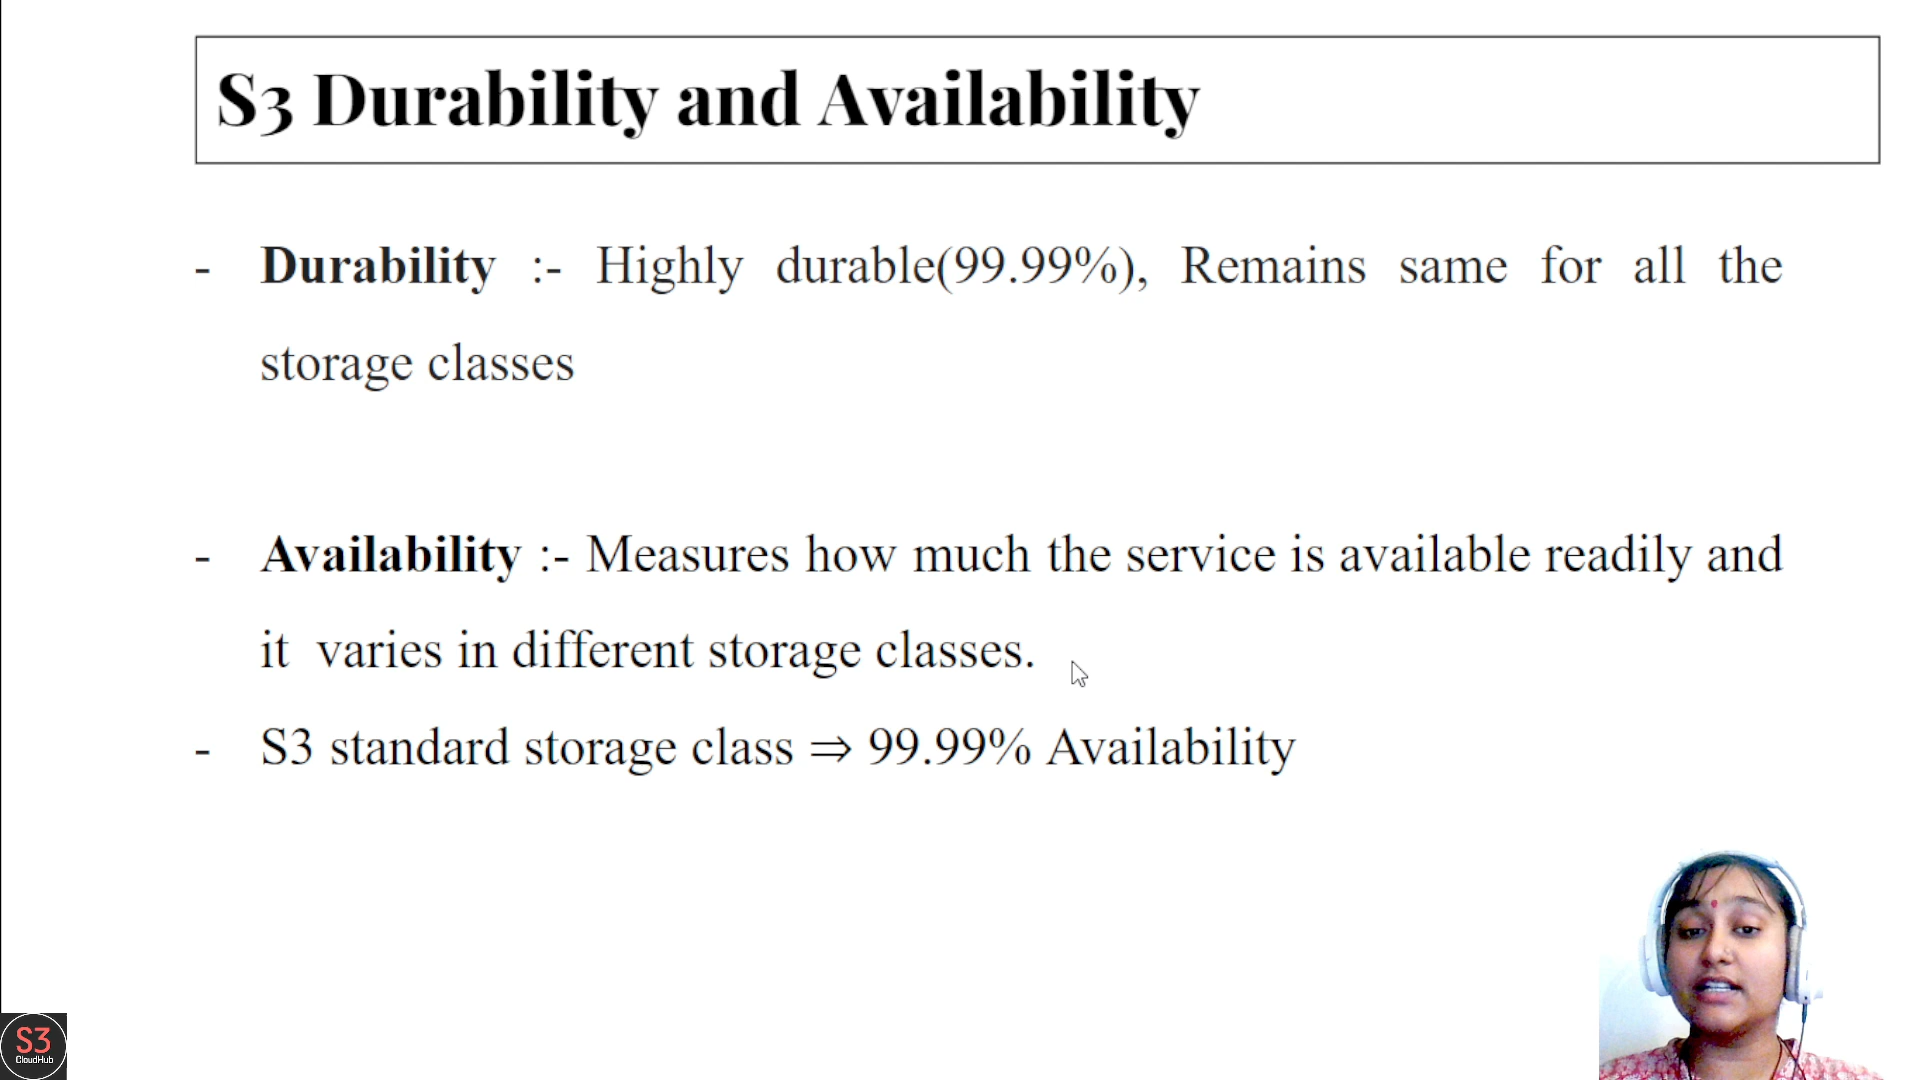 S3 Durability and Availability
- Durability :- Highly durable(99.99%), Remains same for all the
storage classes
- Availability :- Measures how much the service is available readily and
it varies in different storage classes.
- S3 standard storage class ⇒ 99.99% Availability
S3
CloudHub